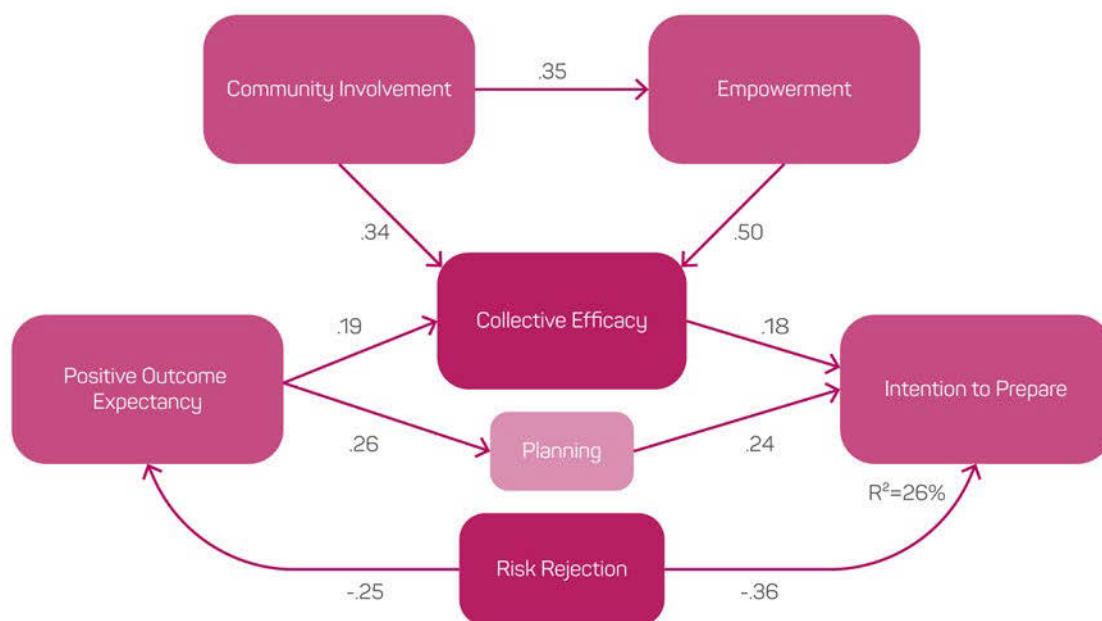 .35
Community Involvement
Empowerment
.34
.50
Collective Efficacy
.19
.18
Positive Outcome
Expectancy
Intention to Prepare
.26
Planning
.24
R²=26%
Risk Rejection
-.25
-.36